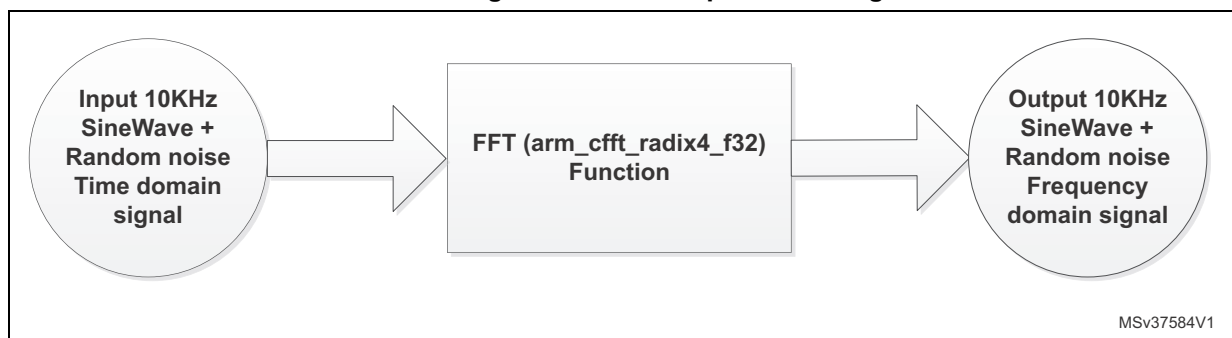 Input 10KHz
SineWave +
Random noise
Time domain
signal
FFT (arm_cfft_radix4_f32)
Function
Output 10KHz
SineWave +
Random noise
Frequency
domain signal
MSv37584V1